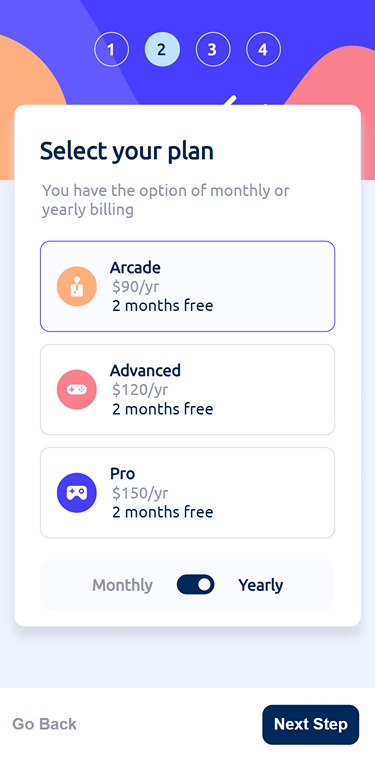 1 2 3 4
Select your plan
You have the option of monthly or
yearly billing
Arcade
$90/yr
2 months free
Advanced
$120/yr
2 months free
Pro
$150/yr
2 months free
Monthly Yearly
Go Back Next Step